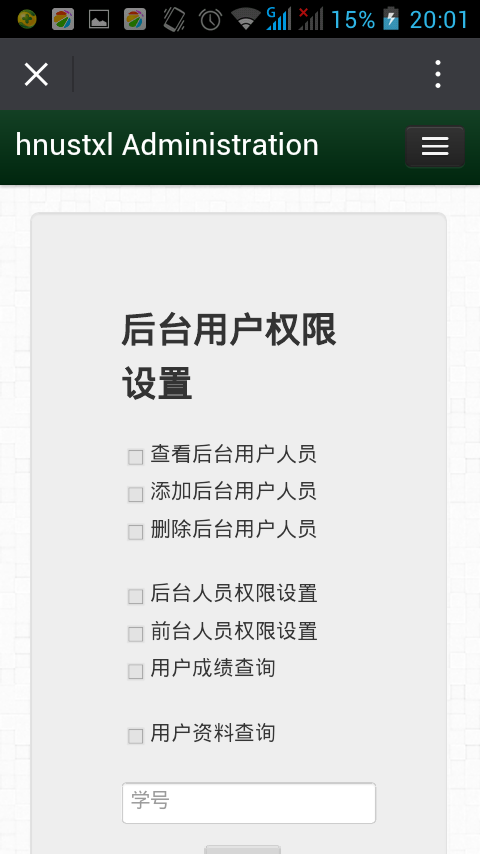 G
15%
20:01
hnustxl Administration
后台用户权限
设置
查看后台用户人员
添加后台用户人员
删除后台用户人员
后台人员权限设置
前台人员权限设置
用户成绩查询
用户资料查询
学号